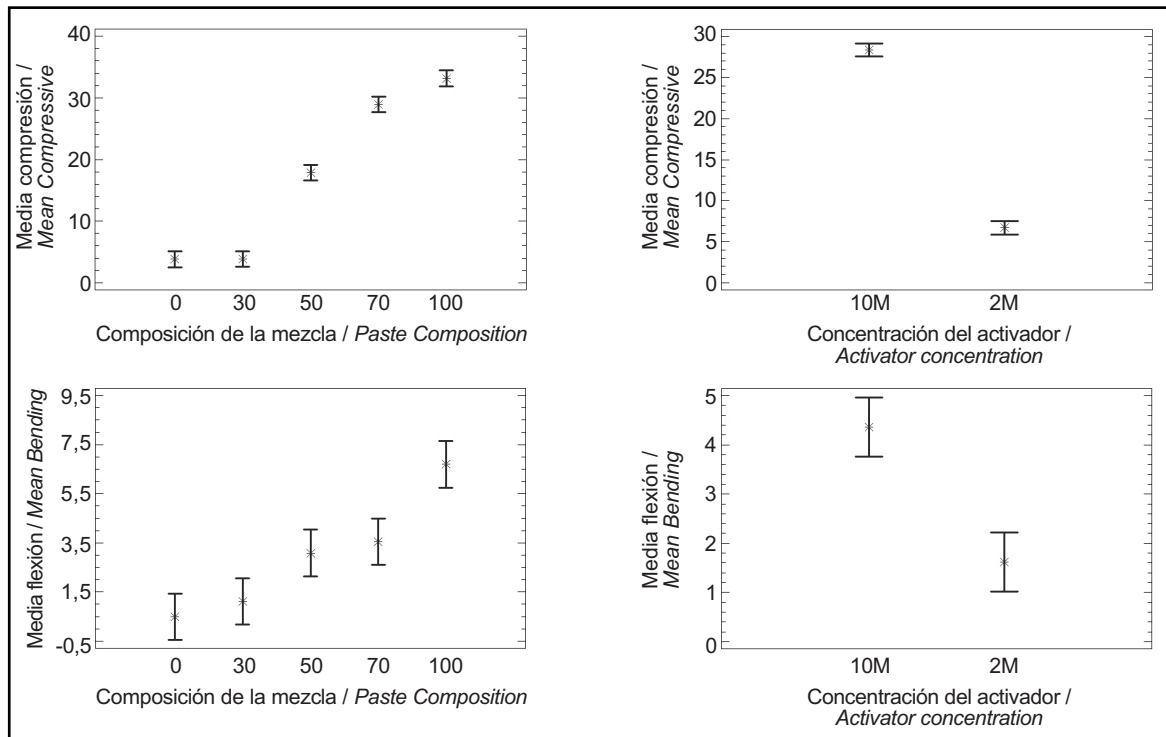 Media compresión /
Mean Compressive
40
30
20
10
0
0 30 50 70 100
Composición de la mezcla / Paste Composition
Media compresión /
Mean Compressive
30
25
20
15
10
5
0
10M 2M
Concentración del activador /
Activator concentration
Media flexión / Mean Bending
9,5
7,5
5,5
3,5
1,5
-0,5
0 30 50 70 100
Composición de la mezcla / Paste Composition
Media flexión /
Mean Bending
5
4
3
2
1
0
10M 2M
Concentración del activador /
Activator concentration